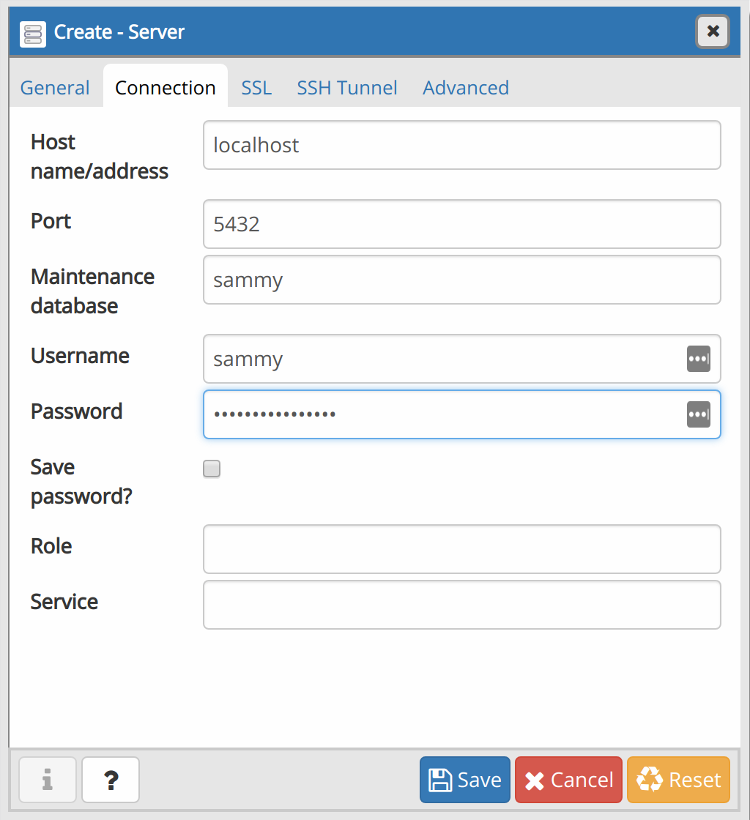 Create - Server
General Connection SSL SSH Tunnel Advanced
Host
name/address
localhost
Port
5432
Maintenance
database
sammy
Username
sammy
Password
••••••••••••••••
Save
password?
Role
Service
i ? Save Cancel Reset